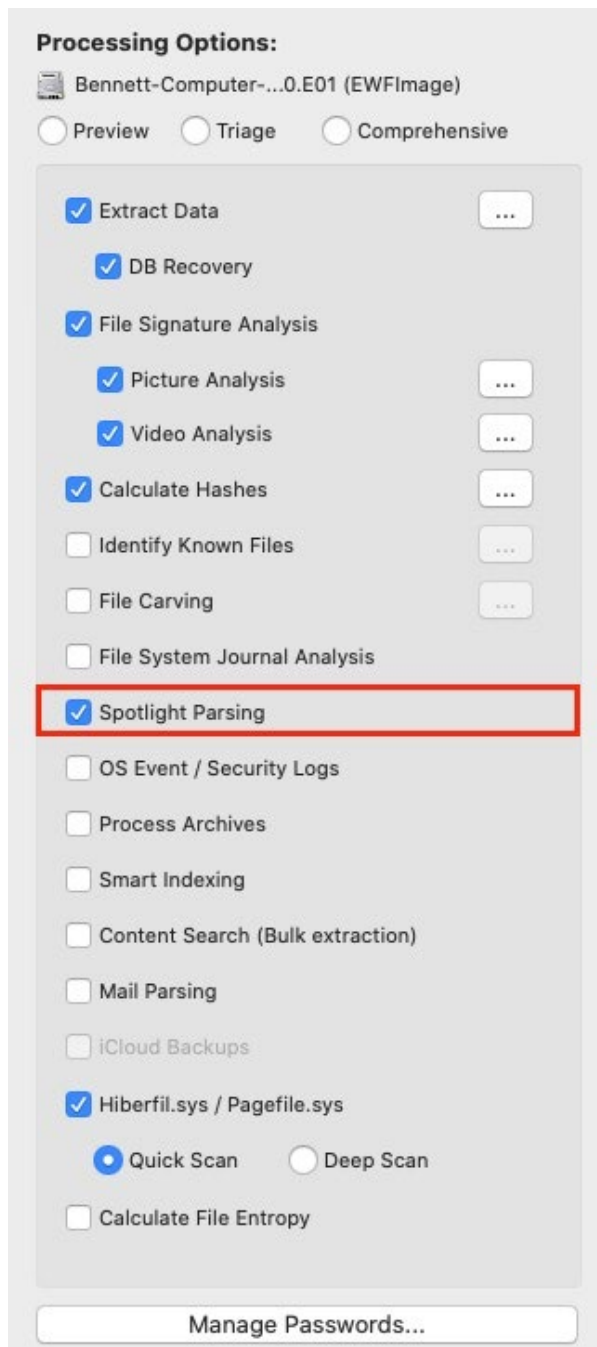 Processing Options:
Bennett-Computer-...0.E01 (EWFImage)
Preview Triage Comprehensive
Extract Data ...
DB Recovery
File Signature Analysis
Picture Analysis ...
Video Analysis ...
Calculate Hashes ...
Identify Known Files ...
File Carving ...
File System Journal Analysis
Spotlight Parsing
OS Event / Security Logs
Process Archives
Smart Indexing
Content Search (Bulk extraction)
Mail Parsing
iCloud Backups
Hiberfil.sys / Pagefile.sys
Quick Scan Deep Scan
Calculate File Entropy
Manage Passwords...